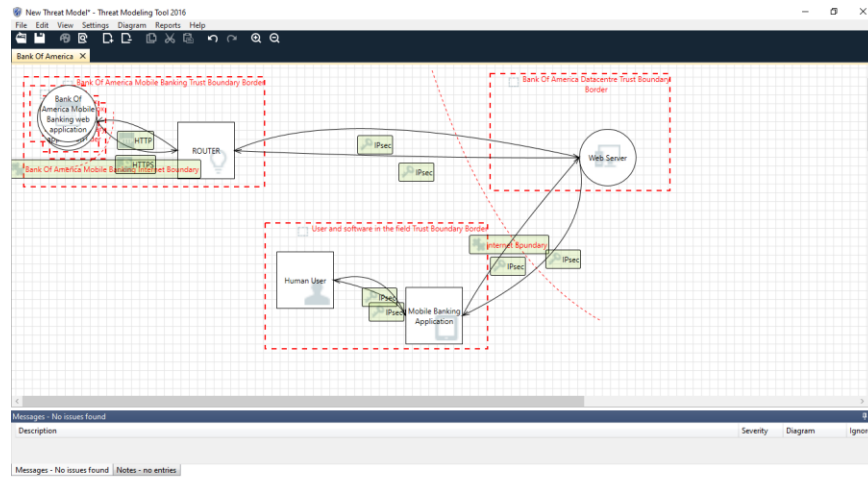 New Threat Model* - Threat Modeling Tool 2016
File Edit View Settings Diagram Reports Help
Bank Of America X
Bank Of America Mobile Banking Trust Boundary Border
Bank Of America Datacentre Trust Boundary
Border
Bank Of
America Mobile
Banking web
application
HTTP
ROUTER
IPsec
Web Server
HTTPS
Bank Of America Mobile Banking Internet Boundary
IPsec
User and software in the field Trust Boundary Border
Internet Boundary
IPsec
IPsec
Human User
IPsec
IPsec
Mobile Banking
Application
Messages - No issues found
Description Severity Diagram Ignor
Messages - No issues found Notes - no entries